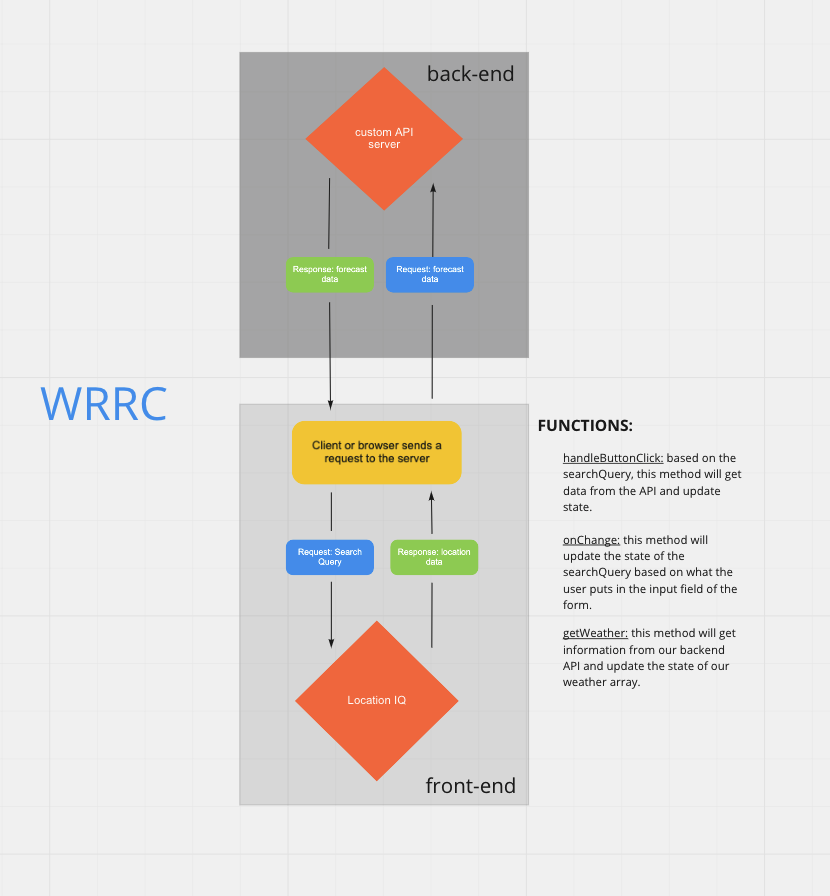 back-end
custom API
server
Response: forecast
data
Request: forecast
data
WRRC
Client or browser sends a
request to the server
Request: Search
Query
Response: location
data
Location IQ
front-end
FUNCTIONS:
handleButtonClick: based on the
searchQuery, this method will get
data from the API and update
state.
onChange: this method will
update the state of the
searchQuery based on what the
user puts in the input field of the
form.
getWeather: this method will get
information from our backend
API and update the state of our
weather array.